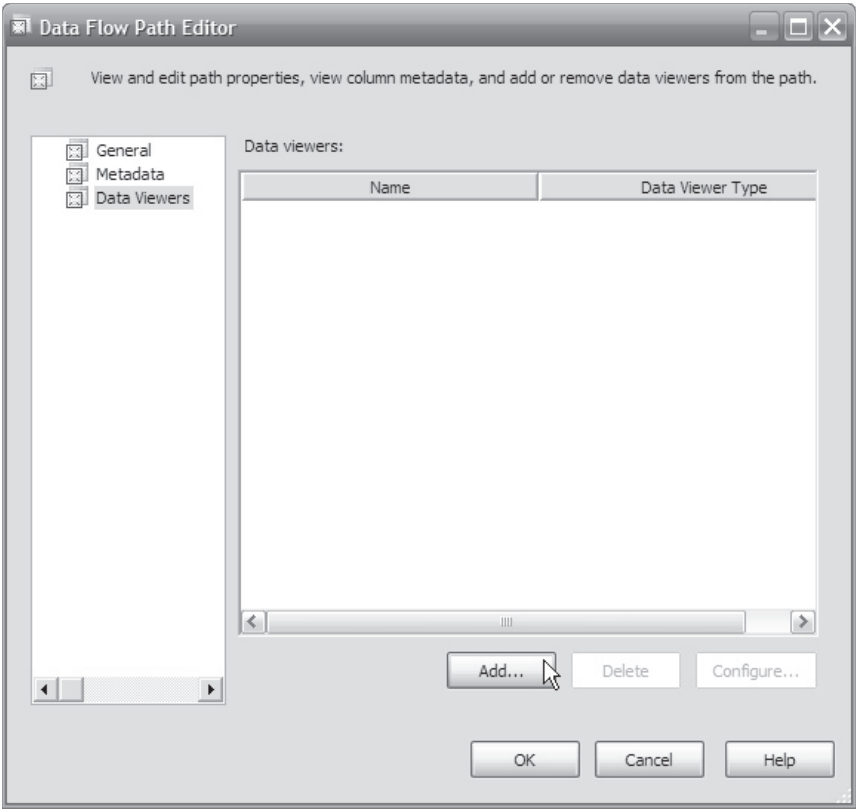 Data Flow Path Editor
View and edit path properties, view column metadata, and add or remove data viewers from the path.
General
Metadata
Data Viewers
Data viewers:
Name Data Viewer Type
Add... Delete Configure...
OK Cancel Help